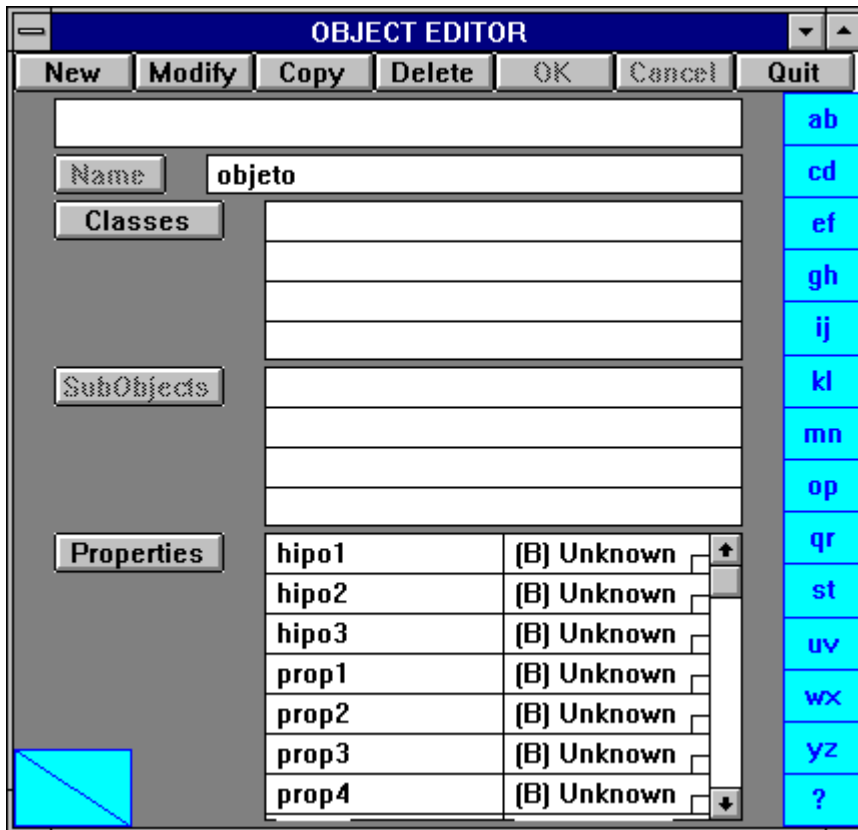 OBJECT EDITOR
New Modify Copy Delete OK Cancel Quit
ab
Name objeto
cd
Classes
ef
gh
ij
SubObjects
kl
mn
op
Properties
hipo1 (B) Unknown
qr
hipo2 (B) Unknown
st
hipo3 (B) Unknown
uv
prop1 (B) Unknown
prop2 (B) Unknown
wx
prop3 (B) Unknown
yz
prop4 (B) Unknown
?